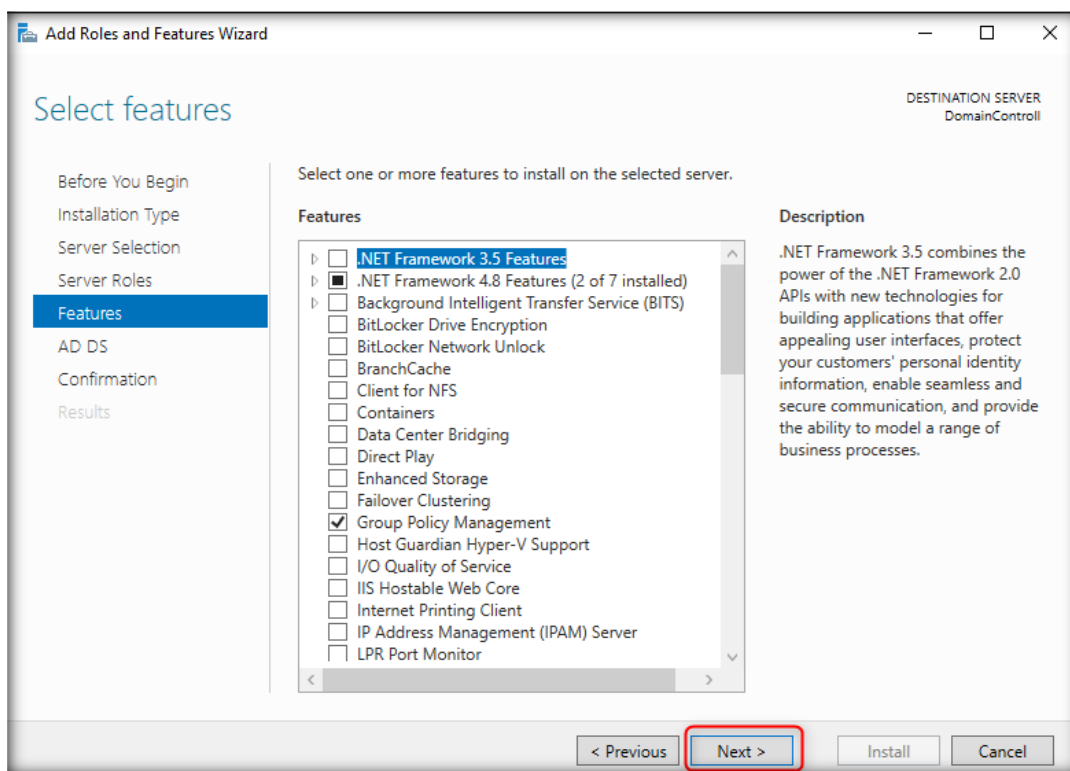 Add Roles and Features Wizard
Select features
DESTINATION SERVER
DomainControll
Before You Begin
Installation Type
Server Selection
Server Roles
Features
AD DS
Confirmation
Results
Select one or more features to install on the selected server.
Features
.NET Framework 3.5 Features
.NET Framework 4.8 Features (2 of 7 installed)
Background Intelligent Transfer Service (BITS)
BitLocker Drive Encryption
BitLocker Network Unlock
BranchCache
Client for NFS
Containers
Data Center Bridging
Direct Play
Enhanced Storage
Failover Clustering
Group Policy Management
Host Guardian Hyper-V Support
I/O Quality of Service
IIS Hostable Web Core
Internet Printing Client
IP Address Management (IPAM) Server
LPR Port Monitor
Description
.NET Framework 3.5 combines the
power of the .NET Framework 2.0
APIs with new technologies for
building applications that offer
appealing user interfaces, protect
your customers' personal identity
information, enable seamless and
secure communication, and provide
the ability to model a range of
business processes.
< Previous
Next >
Install
Cancel